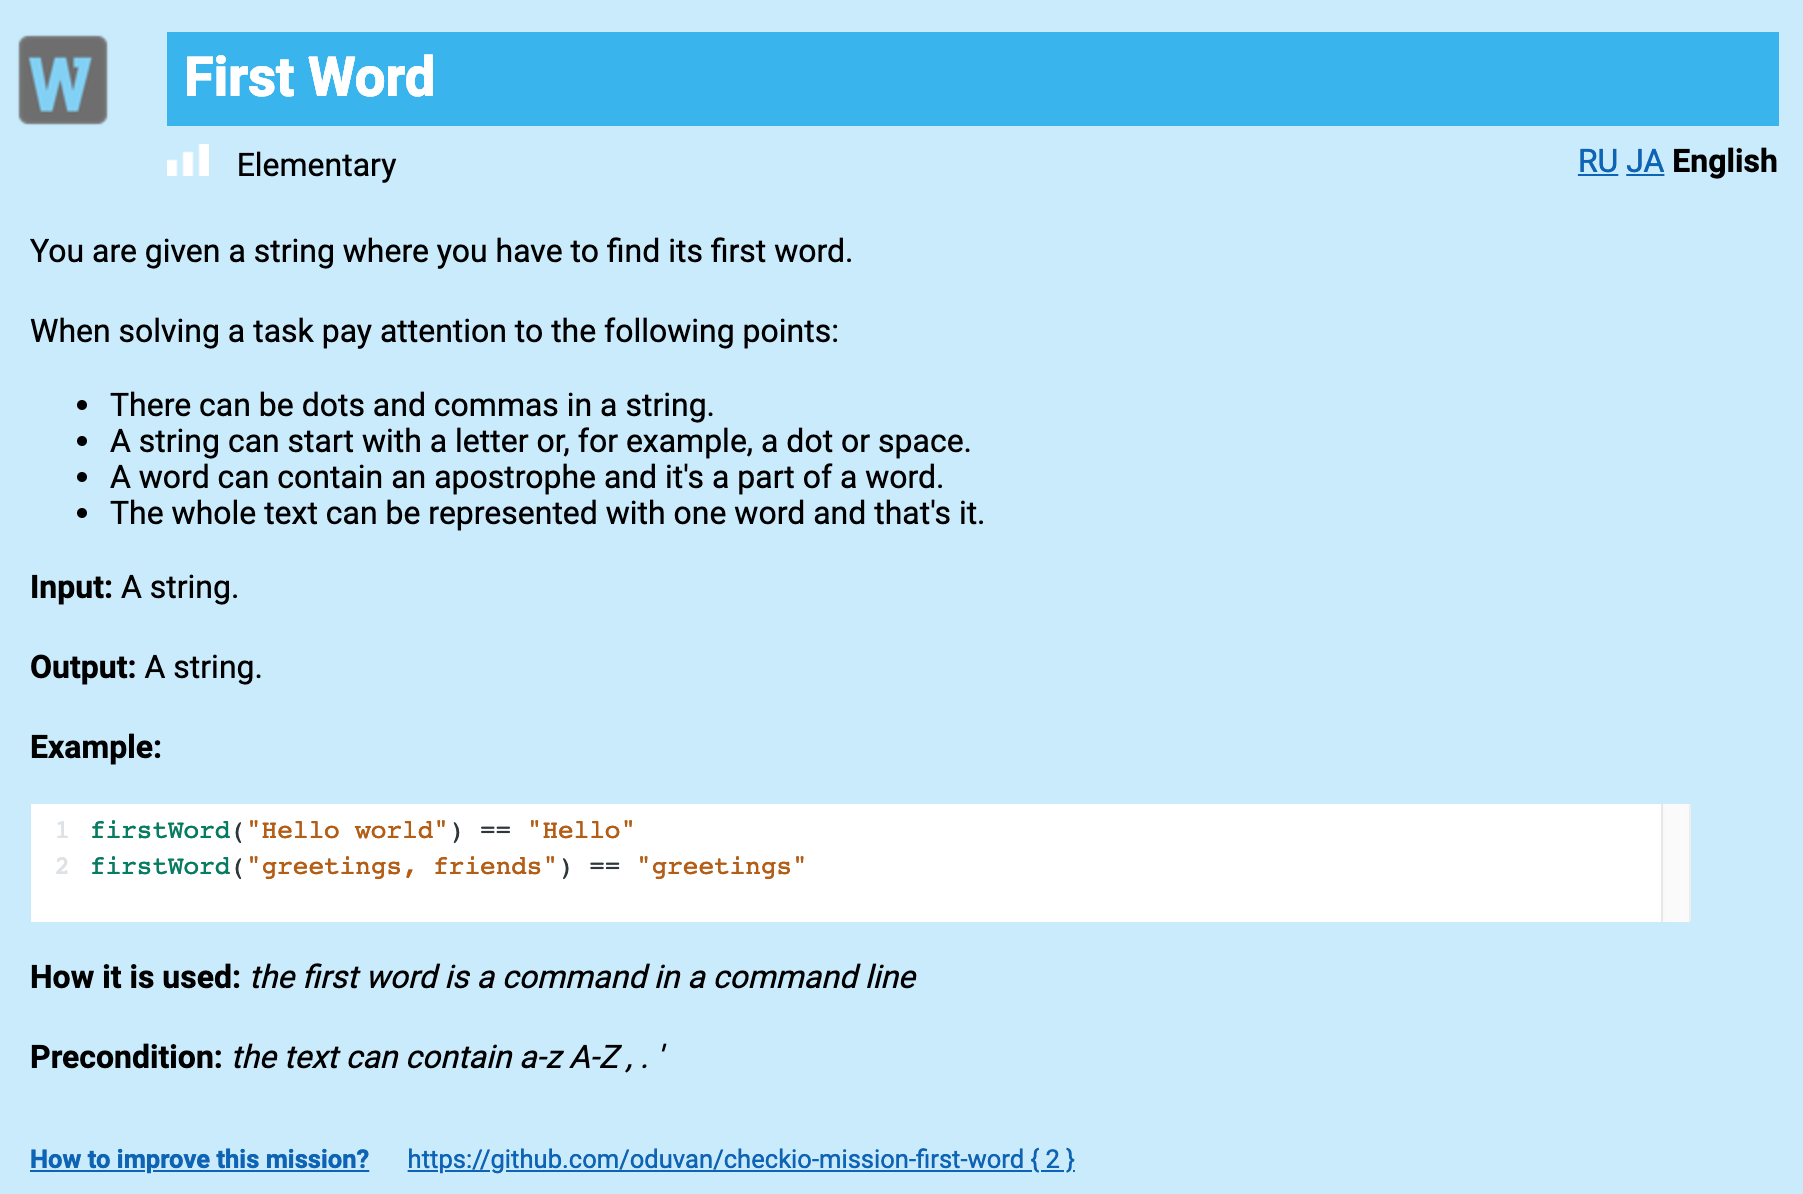 W
First Word
Elementary
RU JA English
You are given a string where you have to find its first word.
When solving a task pay attention to the following points:
• There can be dots and commas in a string.
• A string can start with a letter or, for example, a dot or space.
• A word can contain an apostrophe and it's a part of a word.
• The whole text can be represented with one word and that's it.
Input: A string.
Output: A string.
Example:
1 firstWord("Hello world") == "Hello"
2 firstWord("greetings, friends") == "greetings"
How it is used: the first word is a command in a command line
Precondition: the text can contain a-z A-Z , . '
How to improve this mission? https://github.com/oduvan/checkio-mission-first-word { 2 }